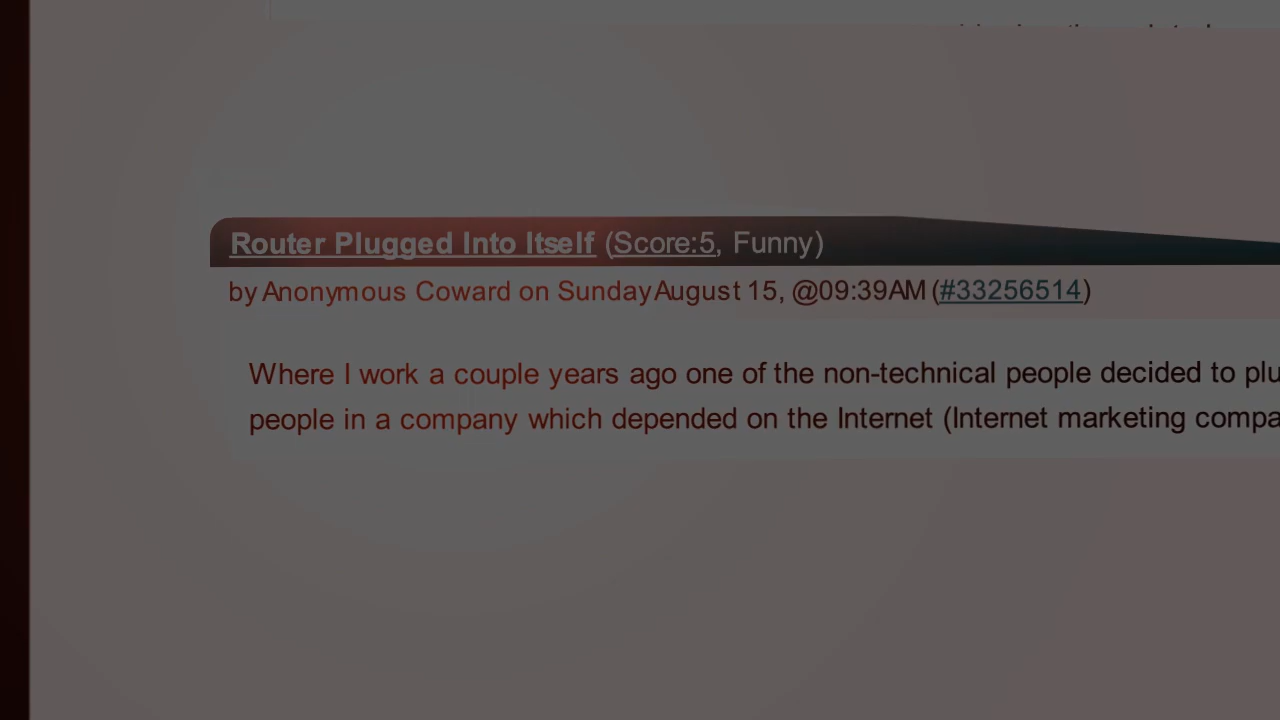 Router Plugged Into Itself (Score:5, Funny)
by Anonymous Coward on Sunday August 15, @09:39AM (#33256514)
Where I work a couple years ago one of the non-technical people decided to
people in a company which depended on the Internet (Internet marketing